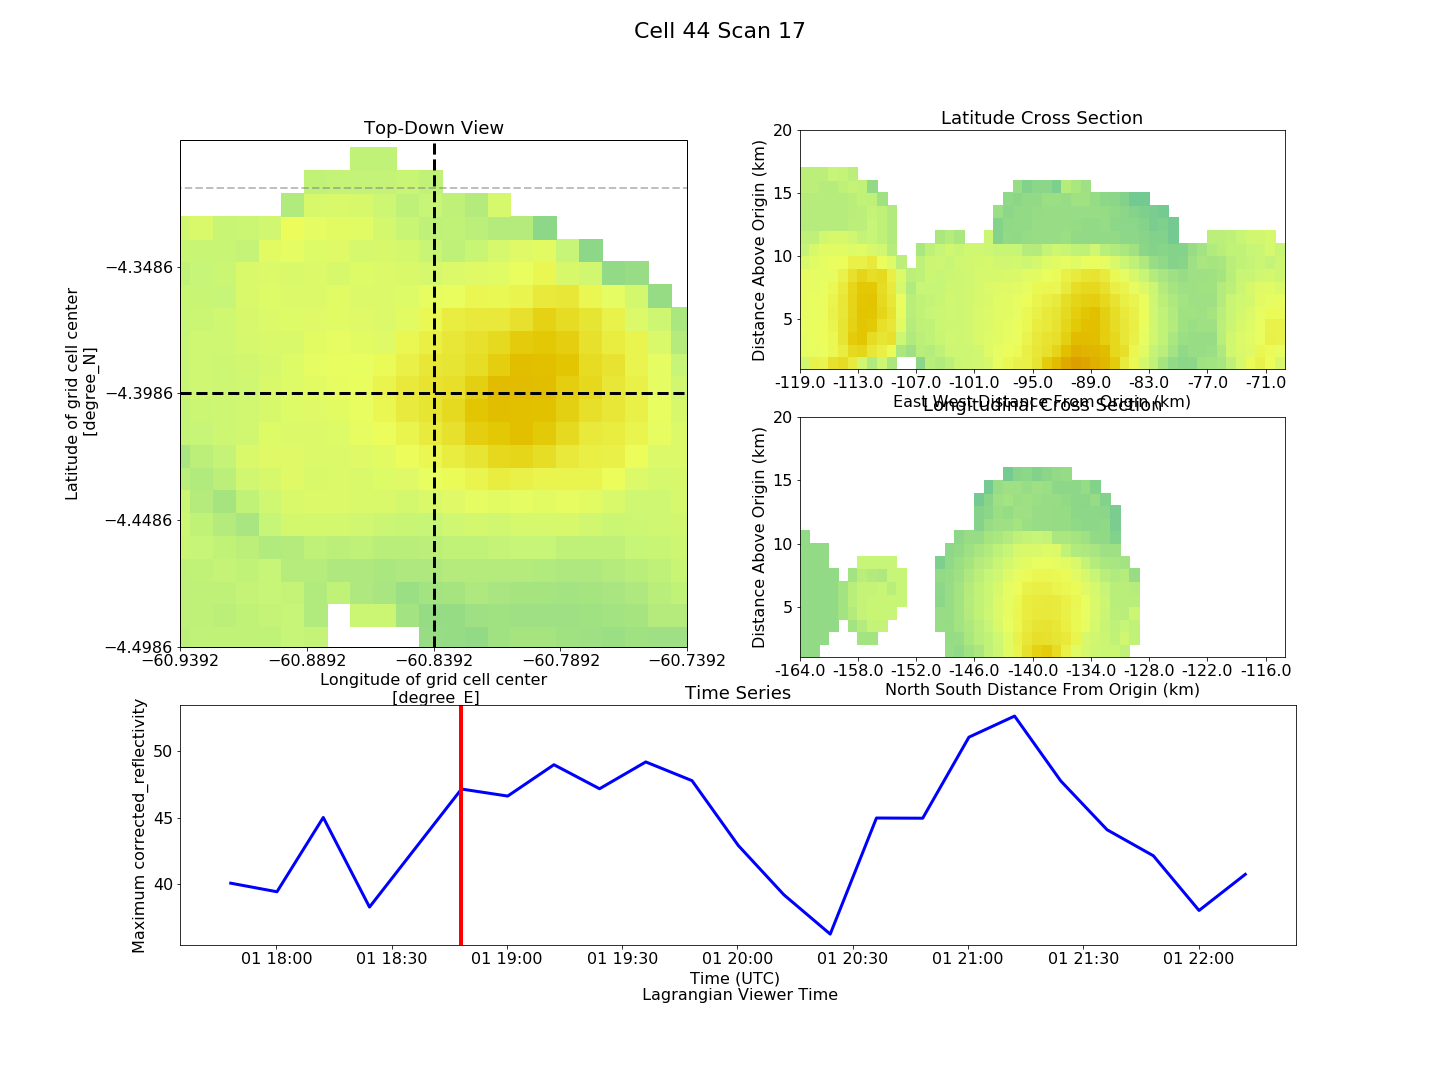 Cell 44 Scan 17
Top-Down View
−4.3486
−4.3986
−4.4486
−4.4986
Latitude of grid cell center
[degree_N]
−60.9392 −60.8892 −60.8392 −60.7892 −60.7392
Longitude of grid cell center
[degree_E]
Latitude Cross Section
20
15
10
5
Distance Above Origin (km)
-119.0 -113.0 -107.0 -101.0 -95.0 -89.0 -83.0 -77.0 -71.0
East West Distance From Origin (km)
Longitudinal Cross Section
20
15
10
5
Distance Above Origin (km)
-164.0 -158.0 -152.0 -146.0 -140.0 -134.0 -128.0 -122.0 -116.0
North South Distance From Origin (km)
Time Series
50
45
40
Maximum corrected_reflectivity
01 18:00 01 18:30 01 19:00 01 19:30 01 20:00 01 20:30 01 21:00 01 21:30 01 22:00
Time (UTC)
Lagrangian Viewer Time